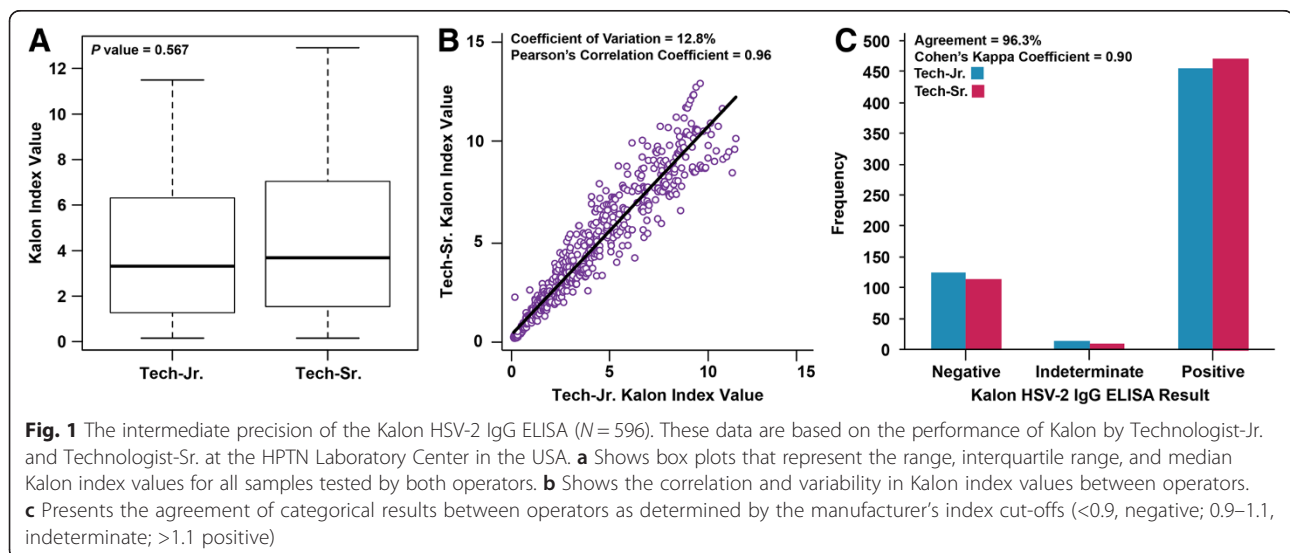 A
P value = 0.567
Kalon Index Value
12
10
8
6
4
2
0
Tech-Jr.
Tech-Sr.
B
Coefficient of Variation = 12.8%
Pearson's Correlation Coefficient = 0.96
Tech-Sr. Kalon Index Value
15
10
5
0
0 5 10 15
Tech-Jr. Kalon Index Value
C
Agreement = 96.3%
Cohen's Kappa Coefficient = 0.90
Tech-Jr.
Tech-Sr.
Frequency
500
450
400
350
300
250
200
150
100
50
0
Negative Indeterminate Positive
Kalon HSV-2 IgG ELISA Result
Fig. 1 The intermediate precision of the Kalon HSV-2 IgG ELISA (N = 596). These data are based on the performance of Kalon by Technologist-Jr.
and Technologist-Sr. at the HPTN Laboratory Center in the USA. a Shows box plots that represent the range, interquartile range, and median
Kalon index values for all samples tested by both operators. b Shows the correlation and variability in Kalon index values between operators.
c Presents the agreement of categorical results between operators as determined by the manufacturer's index cut-offs (<0.9, negative; 0.9–1.1,
indeterminate; >1.1 positive)